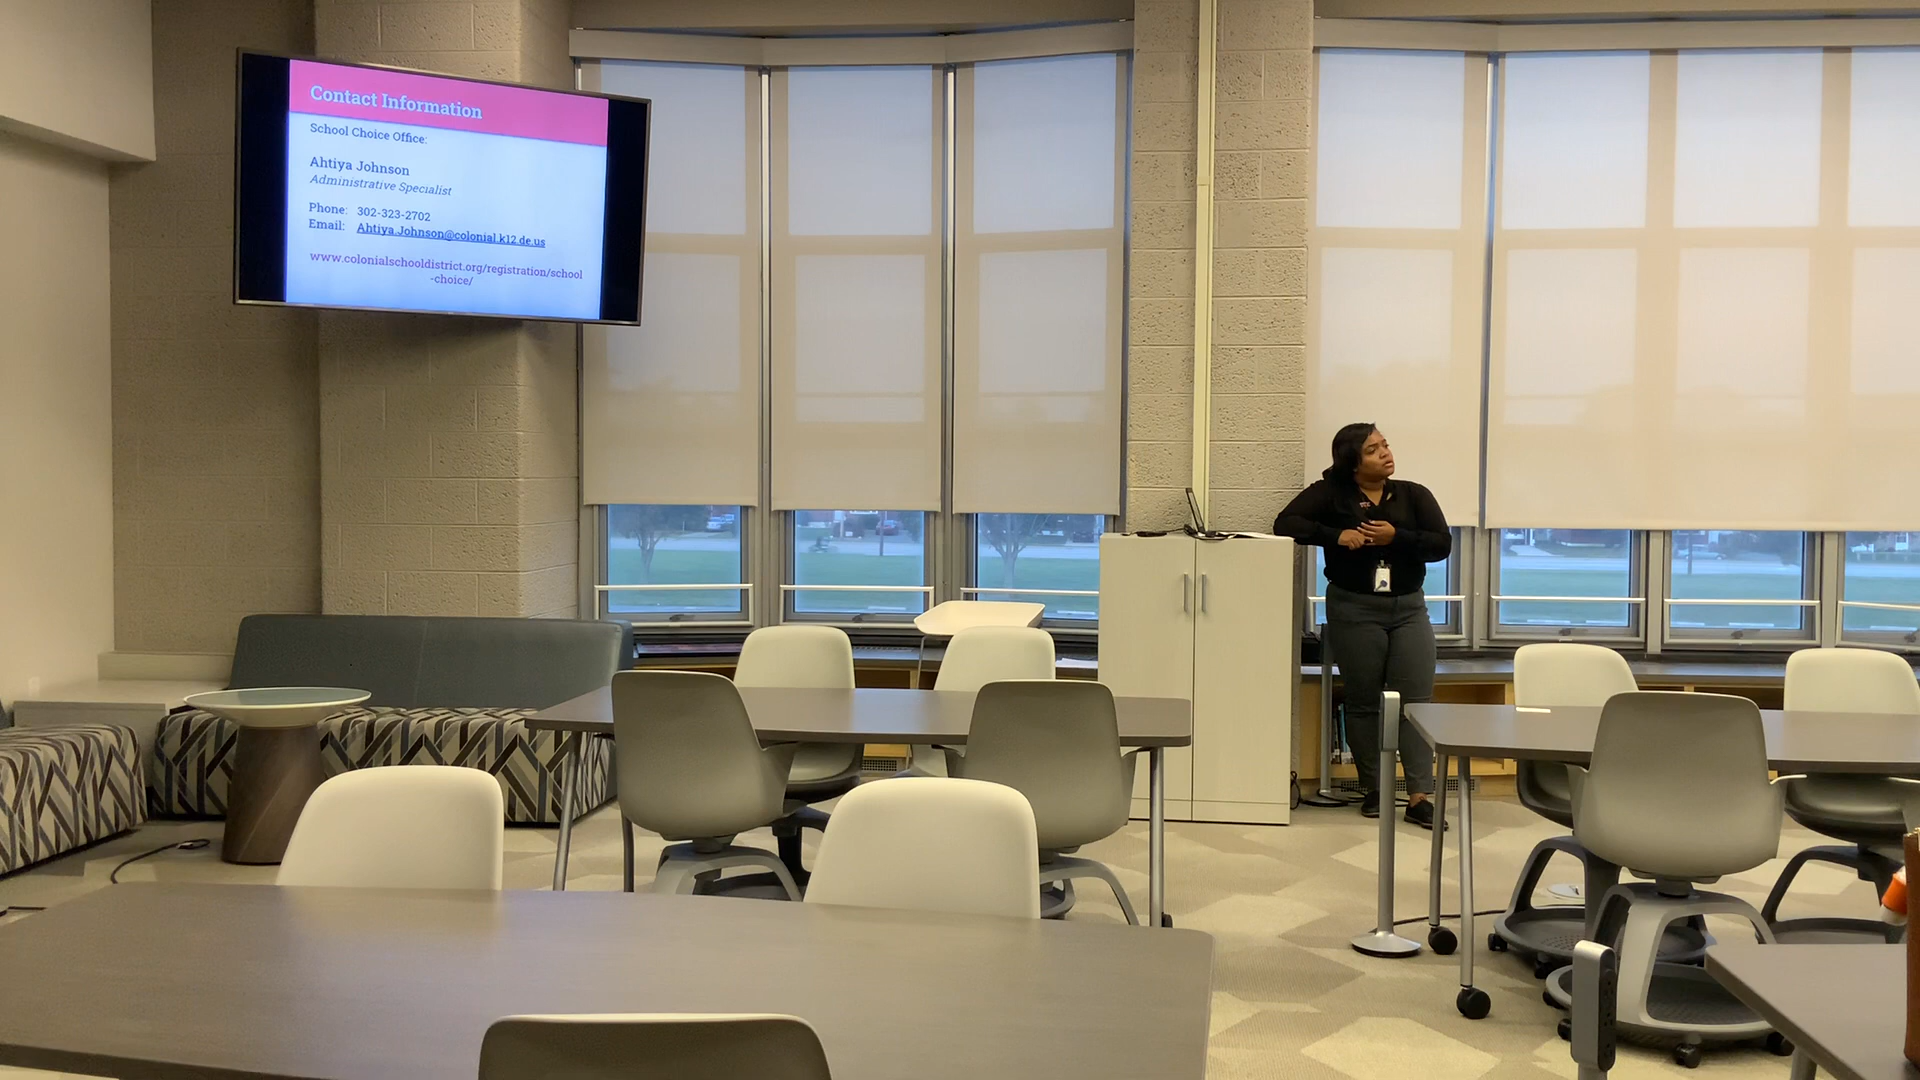 Contact Information
School Choice Office:
Ahtiya Johnson
Administrative Specialist
Phone: 302-323-2702
Email: Ahtiya.Johnson@colonial.k12.de.us
www.colonialschooldistrict.org/registration/school
-choice/